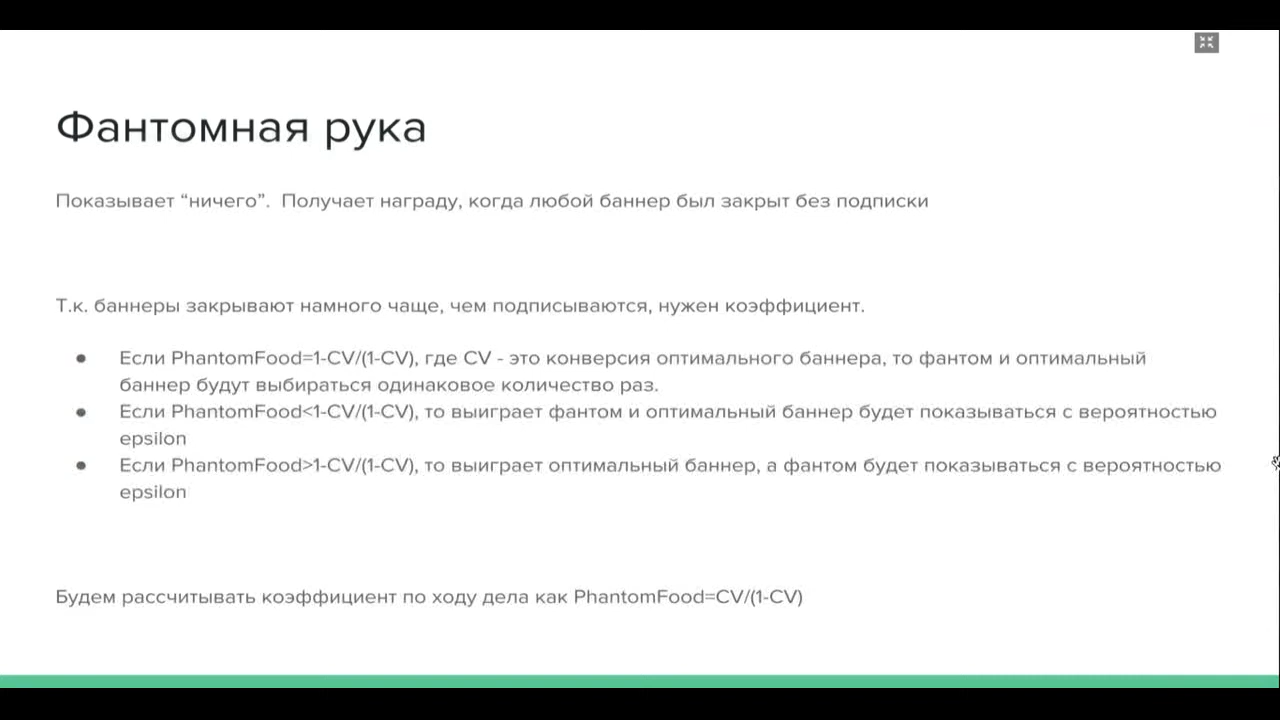 Фантомная рука
Показывает “ничего”.  Получает награду, когда любой баннер был закрыт без подписки
Т.к. баннеры закрывают намного чаще, чем подписываются, нужен коэффициент.
● Если PhantomFood=1-CV/(1-CV), где CV - это конверсия оптимального баннера, то фантом и оптимальный
баннер будут выбираться одинаковое количество раз.
● Если PhantomFood<1-CV/(1-CV), то выиграет фантом и оптимальный баннер будет показываться с вероятностью
epsilon
● Если PhantomFood>1-CV/(1-CV), то выиграет оптимальный баннер, а фантом будет показываться с вероятностью
epsilon
Будем рассчитывать коэффициент по ходу дела как PhantomFood=CV/(1-CV)